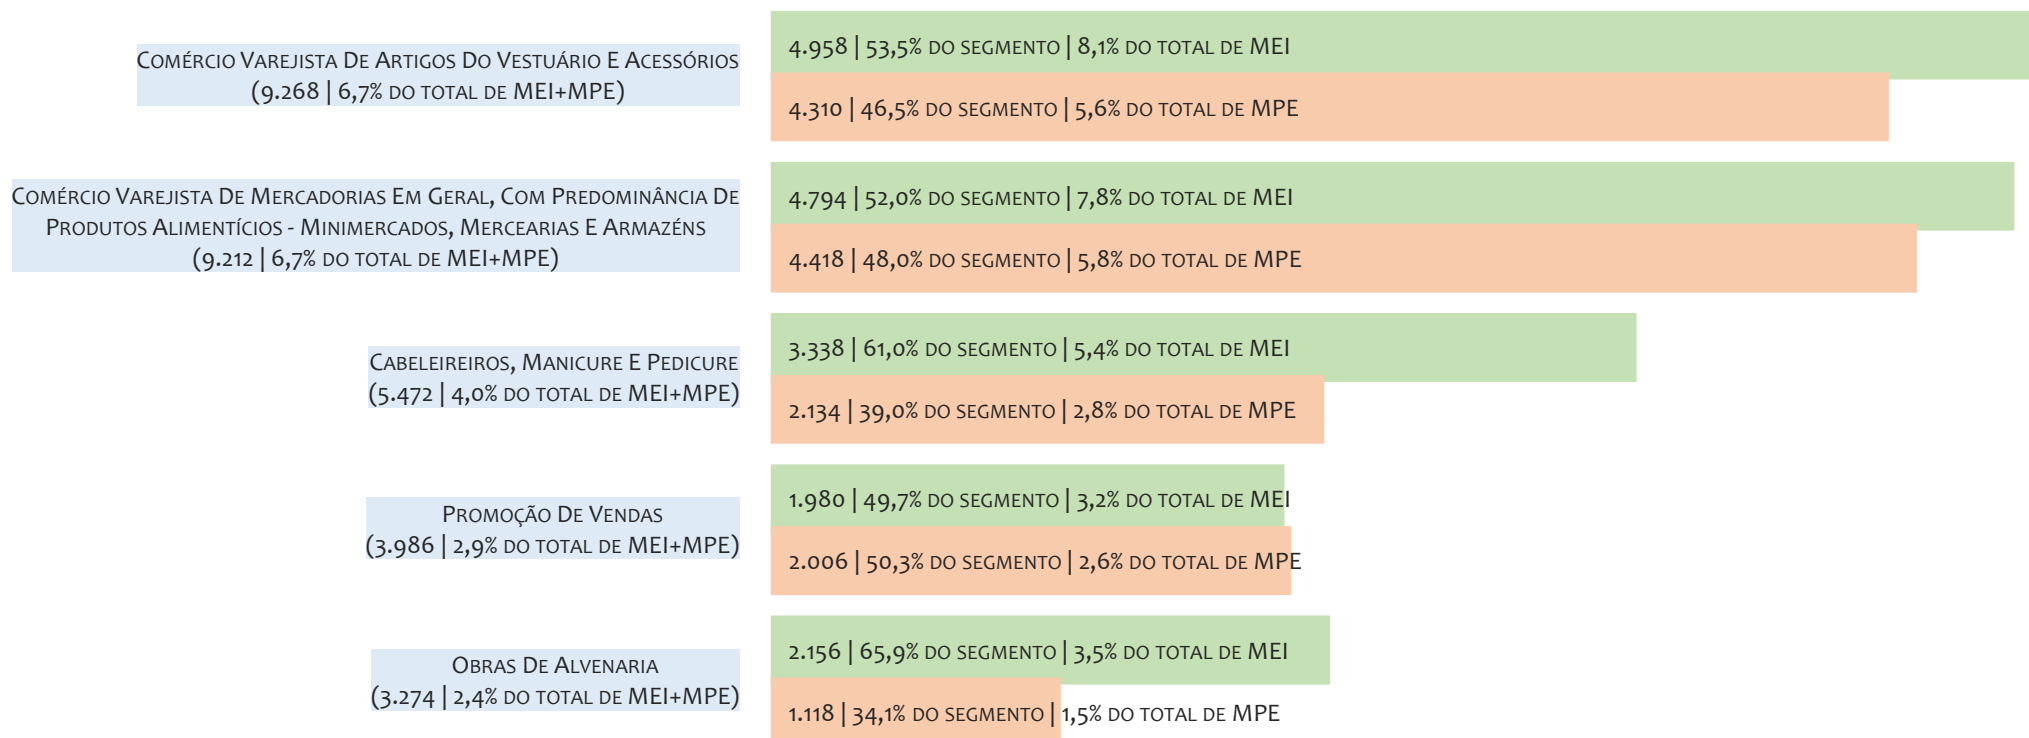 Comércio Varejista De Artigos Do Vestuário E Acessórios
(9.268 | 6,7% do total de MEI+MPE)
4.958 | 53,5% do segmento | 8,1% do total de MEI
4.310 | 46,5% do segmento | 5,6% do total de MPE
Comércio Varejista De Mercadorias Em Geral, Com Predominância De
Produtos Alimentícios - Minimercados, Mercearias E Armazéns
(9.212 | 6,7% do total de MEI+MPE)
4.794 | 52,0% do segmento | 7,8% do total de MEI
4.418 | 48,0% do segmento | 5,8% do total de MPE
Cabeleireiros, Manicure E Pedicure
(5.472 | 4,0% do total de MEI+MPE)
3.338 | 61,0% do segmento | 5,4% do total de MEI
2.134 | 39,0% do segmento | 2,8% do total de MPE
Promoção De Vendas
(3.986 | 2,9% do total de MEI+MPE)
1.980 | 49,7% do segmento | 3,2% do total de MEI
2.006 | 50,3% do segmento | 2,6% do total de MPE
Obras De Alvenaria
(3.274 | 2,4% do total de MEI+MPE)
2.156 | 65,9% do segmento | 3,5% do total de MEI
1.118 | 34,1% do segmento | 1,5% do total de MPE